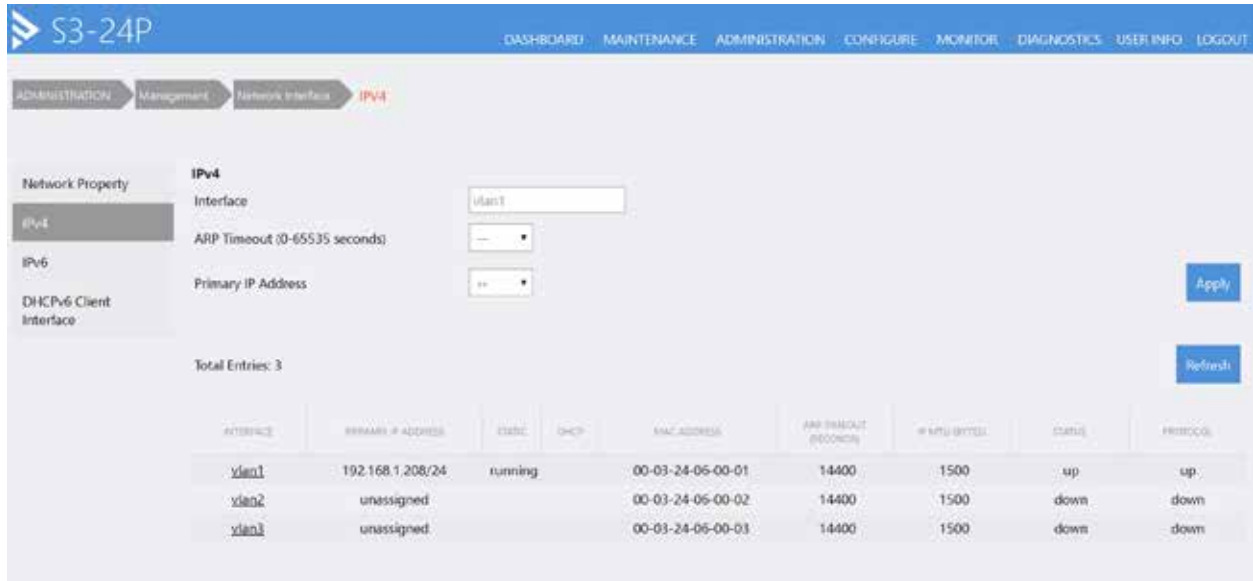 S3-24P
DASHBOARD MAINTENANCE ADMINISTRATION CONFIGURE MONITOR DIAGNOSTICS USER INFO LOGOUT
ADMINISTRATION Management Network Interface IPV4
Network Property
IPv4
IPv6
DHCPv6 Client
Interface
IPv4
Interface vlan1
ARP Timeout (0-65535 seconds) ---
Primary IP Address --
Apply
Total Entries: 3
Refresh
INTERFACE PRIMARY IP ADDRESS STATIC DHCP MAC ADDRESS ARP TIMEOUT (SECONDS) IP MTU (BYTES) STATUS PROTOCOL
vlan1 192.168.1.208/24 running 00-03-24-06-00-01 14400 1500 up up
vlan2 unassigned 00-03-24-06-00-02 14400 1500 down down
vlan3 unassigned 00-03-24-06-00-03 14400 1500 down down